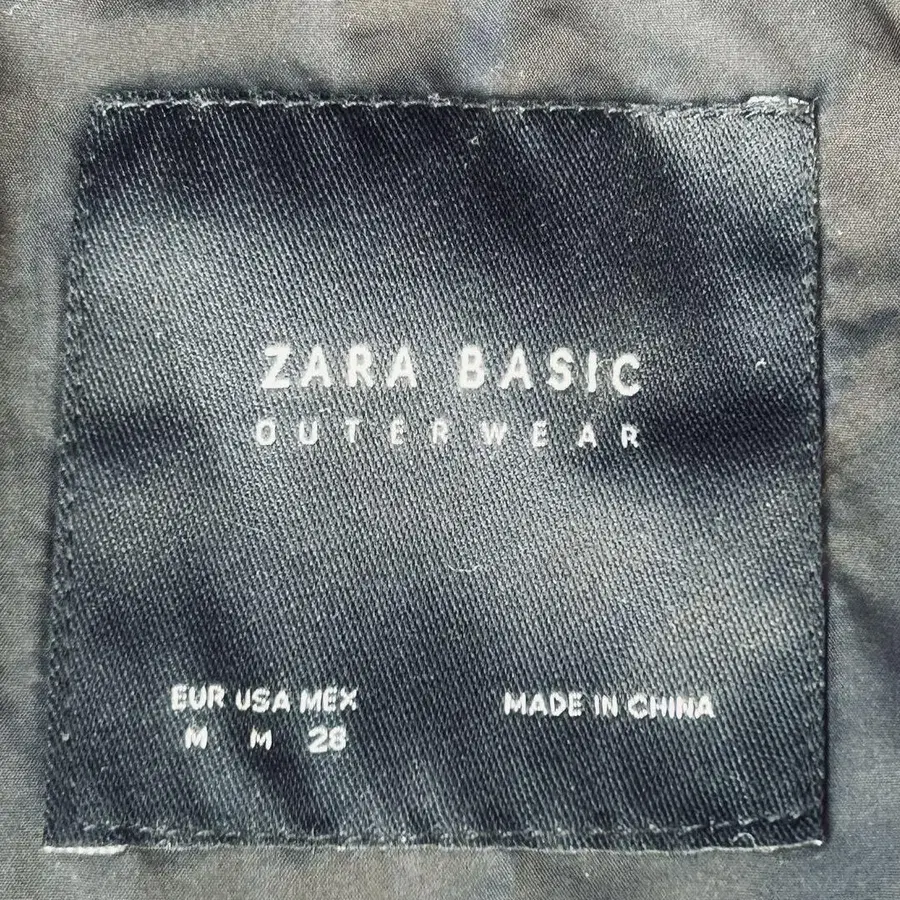 ZARA BASIC
OUTERWEAR
EUR USA MEX
M M 28
MADE IN CHINA